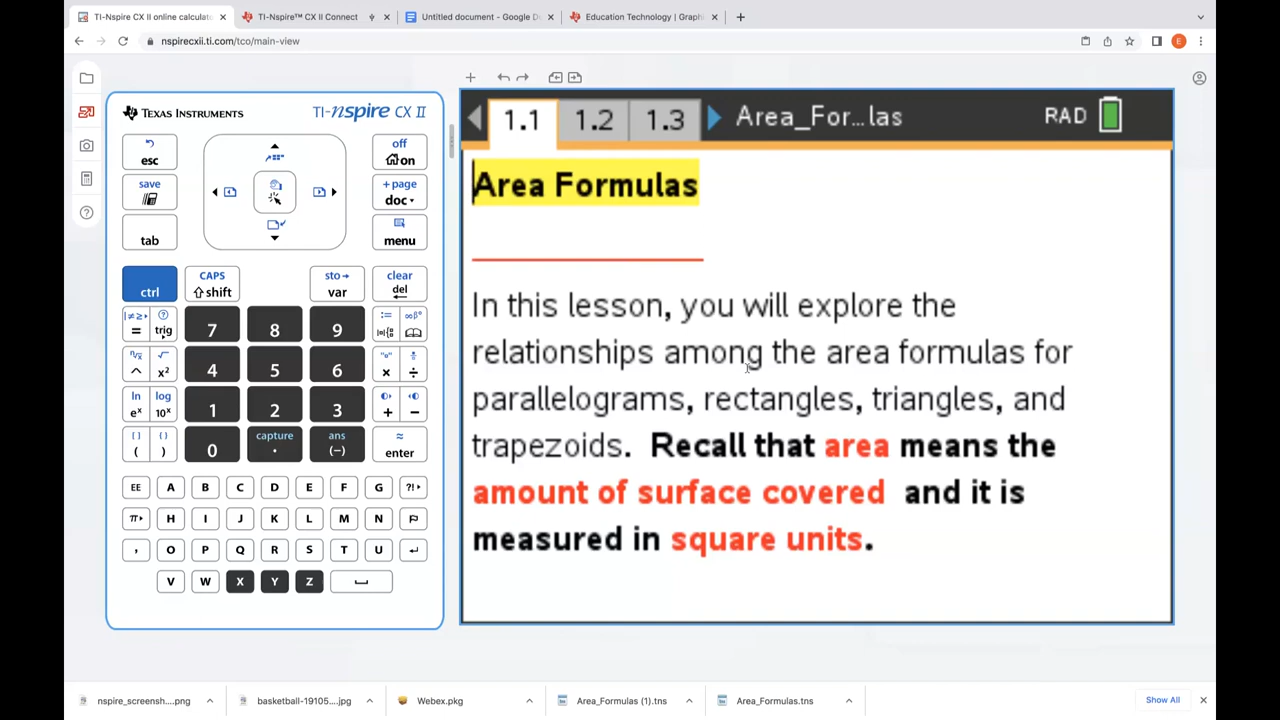 TI-Nspire CX II online calculat
TI-Nspire™ CX II Connect
Untitled document - Google D
Education Technology | Graphi
nspirecxii.ti.com/tco/main-view
E
TEXAS INSTRUMENTS
TI-nspire CX II
esc
off
on
save
+ page
doc
tab
menu
ctrl
CAPS
shift
sto
var
clear
del
=
trig
7
8
9
^
x²
4
5
6
×
÷
ln
eˣ
log
10ˣ
1
2
3
+
−
[ ]
(
( )
)
0
capture
.
ans
(−)
≈
enter
EE A B C D E F G ?!
π H I J K L M N
, O P Q R S T U
V W X Y Z
1.1 1.2 1.3 Area_For...las RAD
Area Formulas
In this lesson, you will explore the
relationships among the area formulas for
parallelograms, rectangles, triangles, and
trapezoids. Recall that area means the
amount of surface covered and it is
measured in square units.
nspire_screensh....png
basketball-19105....jpg
Webex.pkg
Area_Formulas (1).tns
Area_Formulas.tns
Show All